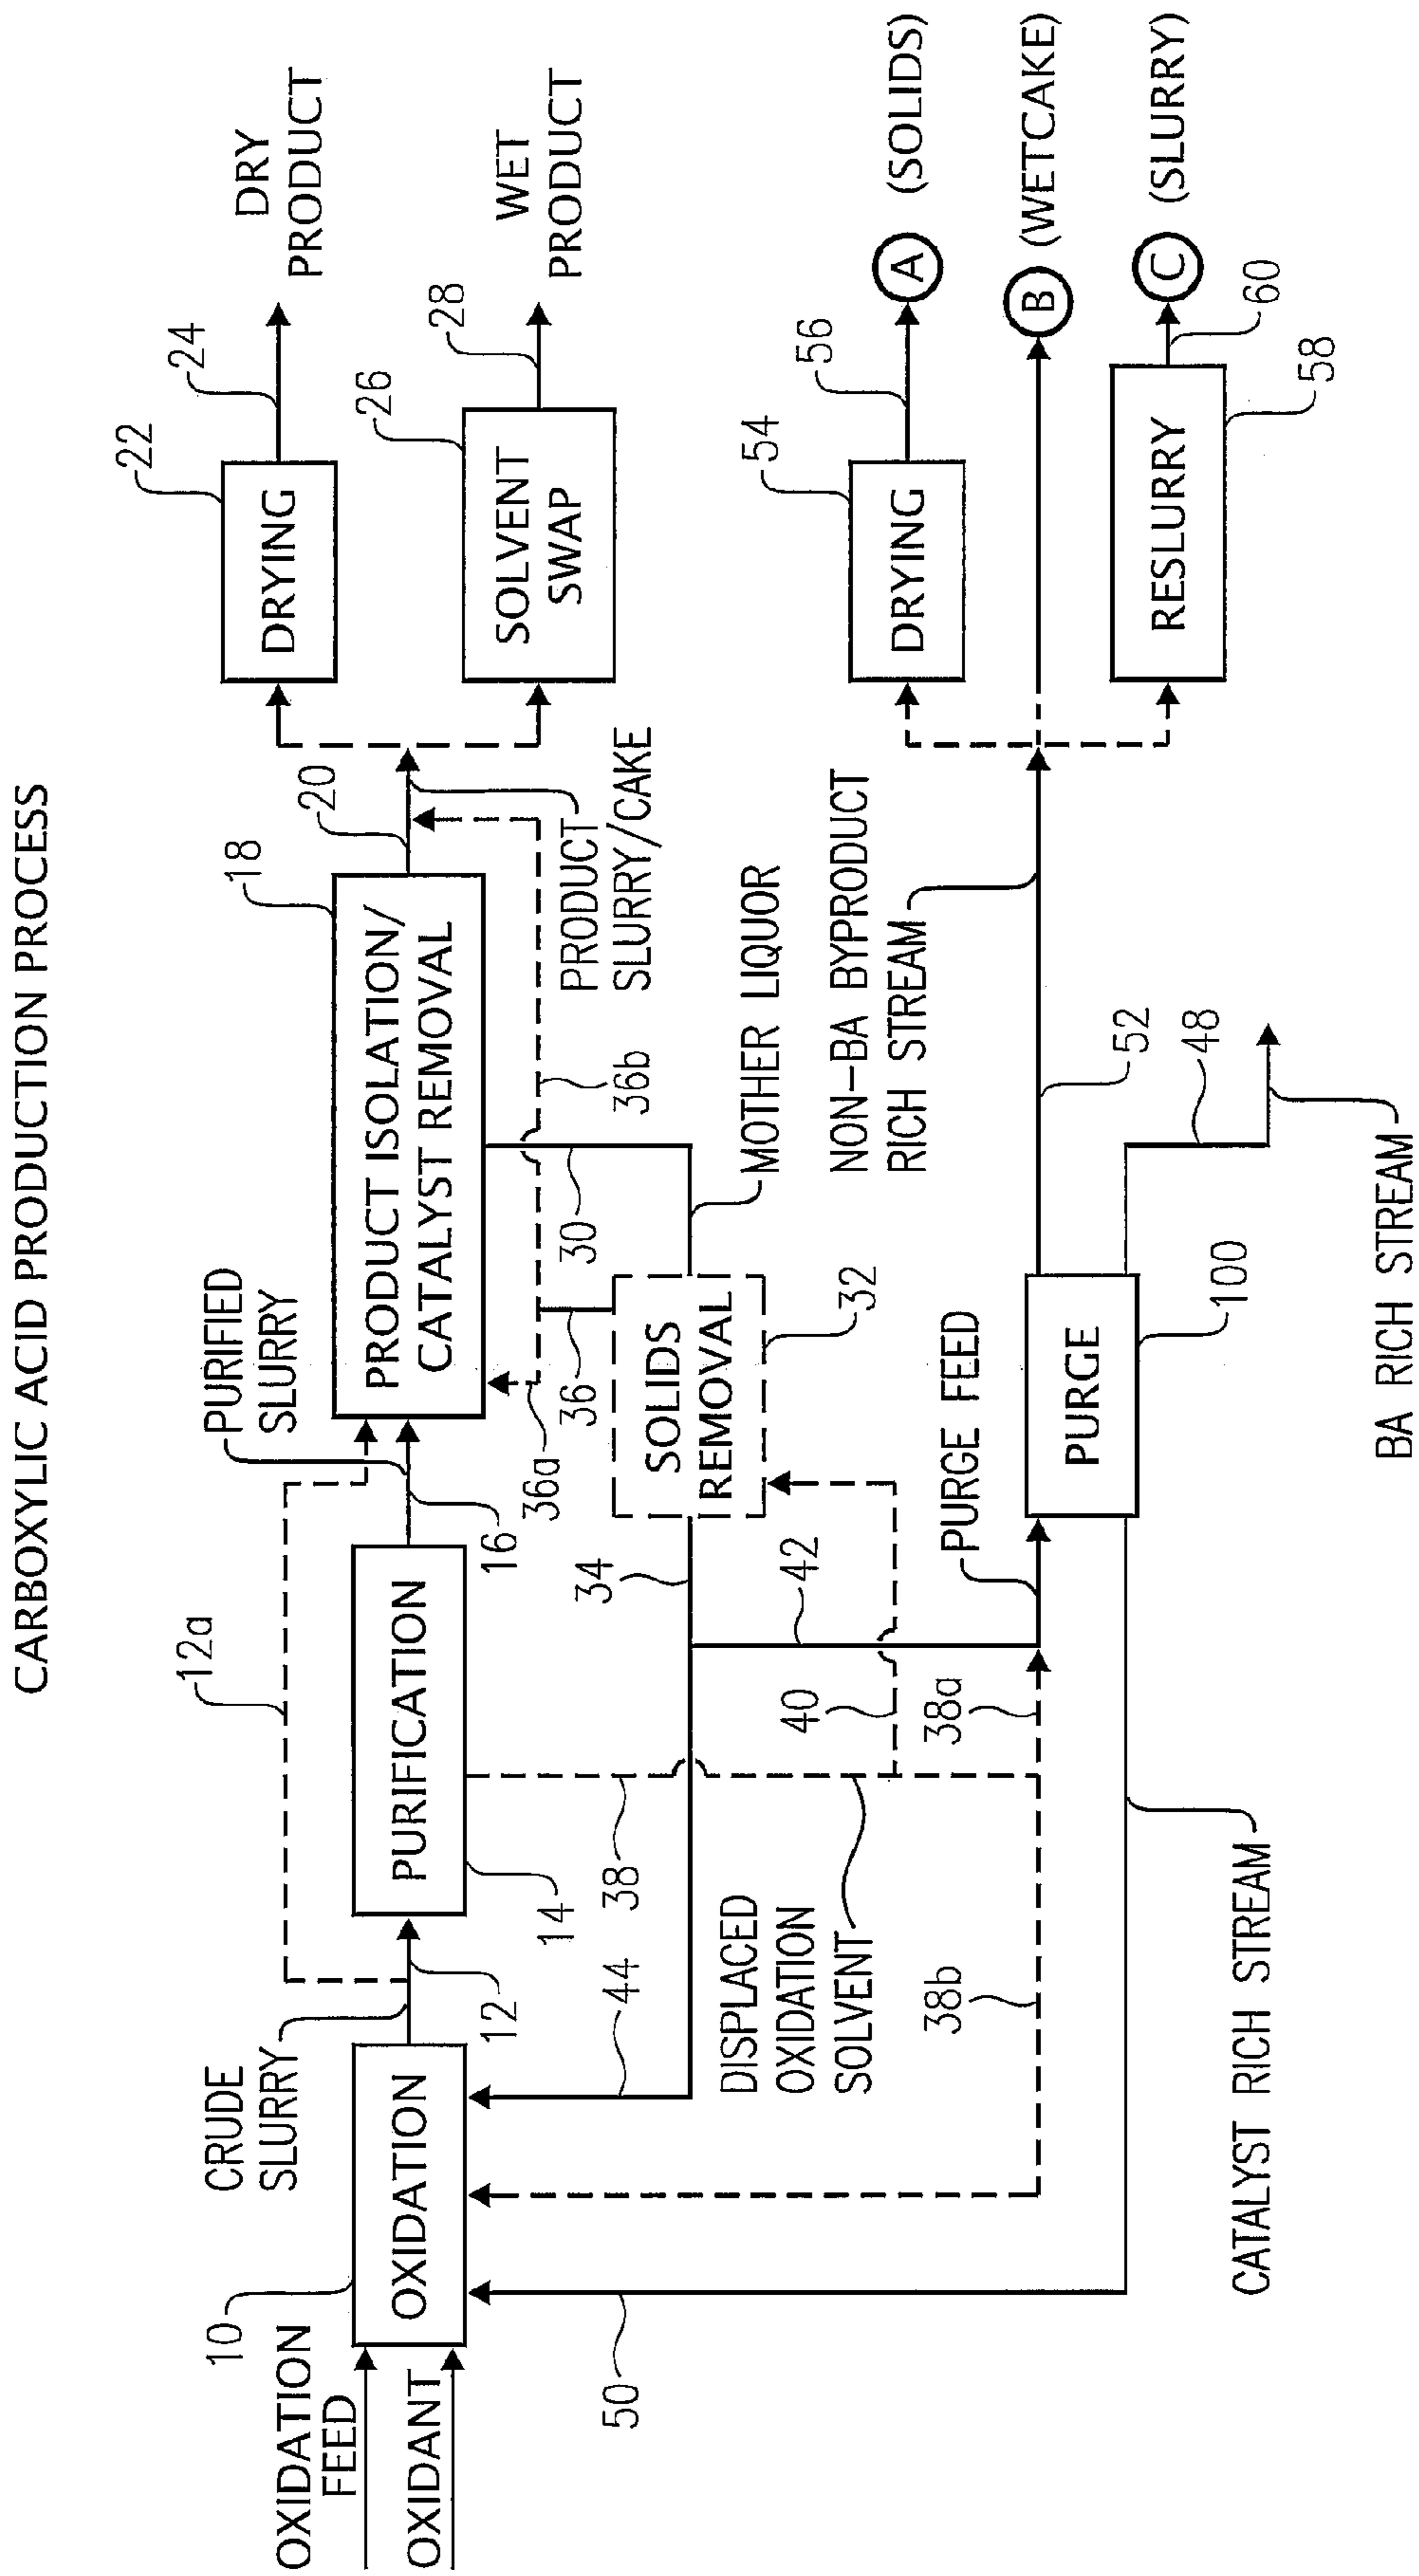 CARBOXYLIC ACID PRODUCTION PROCESS
OXIDATION
FEED
OXIDANT
10
OXIDATION
CRUDE
SLURRY
12
12a
14
PURIFICATION
PURIFIED
SLURRY
16
18
PRODUCT ISOLATION/
CATALYST REMOVAL
20
PRODUCT
SLURRY/CAKE
22
DRYING
24
DRY
PRODUCT
26
SOLVENT
SWAP
28
WET
PRODUCT
30
MOTHER LIQUOR
32
SOLIDS
REMOVAL
34
36
36a
36b
38
DISPLACED
OXIDATION
SOLVENT
38a
38b
40
42
44
50
PURGE FEED
PURGE
100
CATALYST RICH STREAM
48
BA RICH STREAM
52
NON-BA BYPRODUCT
RICH STREAM
54
DRYING
56
A (SOLIDS)
B (WETCAKE)
RESLURRY
58
60
C (SLURRY)